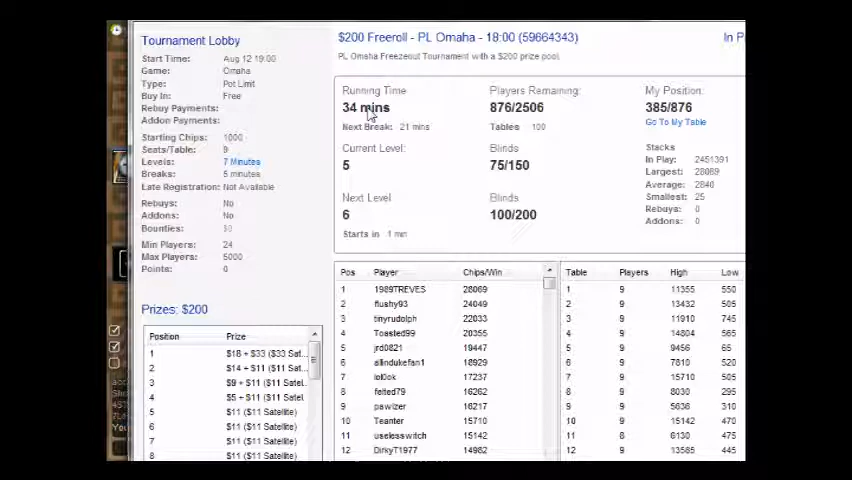 Tournament Lobby
Start Time: Aug 12 19:00
Game: Omaha
Type: Pot Limit
Buy In: Free
Rebuy Payments:
Addon Payments:
Starting Chips: 1000
Seats/Table: 9
Levels: 7 Minutes
Breaks: 5 minutes
Late Registration: Not Available
Rebuys: No
Addons: No
Bounties: $0
Min Players: 24
Max Players: 5000
Points: 0
Prizes: $200
Position Prize
1 $18 + $33 ($33 Sat...
2 $14 + $11 ($11 Satel...
3 $9 + $11 ($11 Satel..
4 $5 + $11 ($11 Satel
5 $11 ($11 Satellite)
6 $11 ($11 Satellite)
7 $11 ($11 Satellite)
8 $11 ($11 Satellite)
$200 Freeroll - PL Omaha - 18:00 (59664343)
In P
PL Omaha Freezeout Tournament with a $200 prize pool.
Running Time
34 mins
Next Break: 21 mins
Players Remaining:
876/2506
Tables 100
My Position:
385/876
Go To My Table
Current Level:
5
Blinds
75/150
Next Level
6
Starts in 1 min
Blinds
100/200
Stacks
In Play: 2451391
Largest: 28069
Average: 2840
Smallest: 25
Rebuys: 0
Addons: 0
Pos Player Chips/Win
1 1989TREVES 28069
2 flushy93 24049
3 tinyrudolph 22033
4 Toasted99 20355
5 jrd0821 19447
6 allindukefan1 18929
7 lol0ok 17237
8 felted79 16262
9 pawlzer 16217
10 Teanter 15710
11 uselesswitch 15142
12 DirkyT1977 14982
Table Players High Low
1 9 11355 550
2 9 13432 505
3 9 11910 745
4 9 14804 565
5 9 9456 65
6 9 7810 520
7 9 15710 505
8 9 8030 295
9 9 5636 310
10 9 15142 470
11 8 6130 475
12 9 13585 445